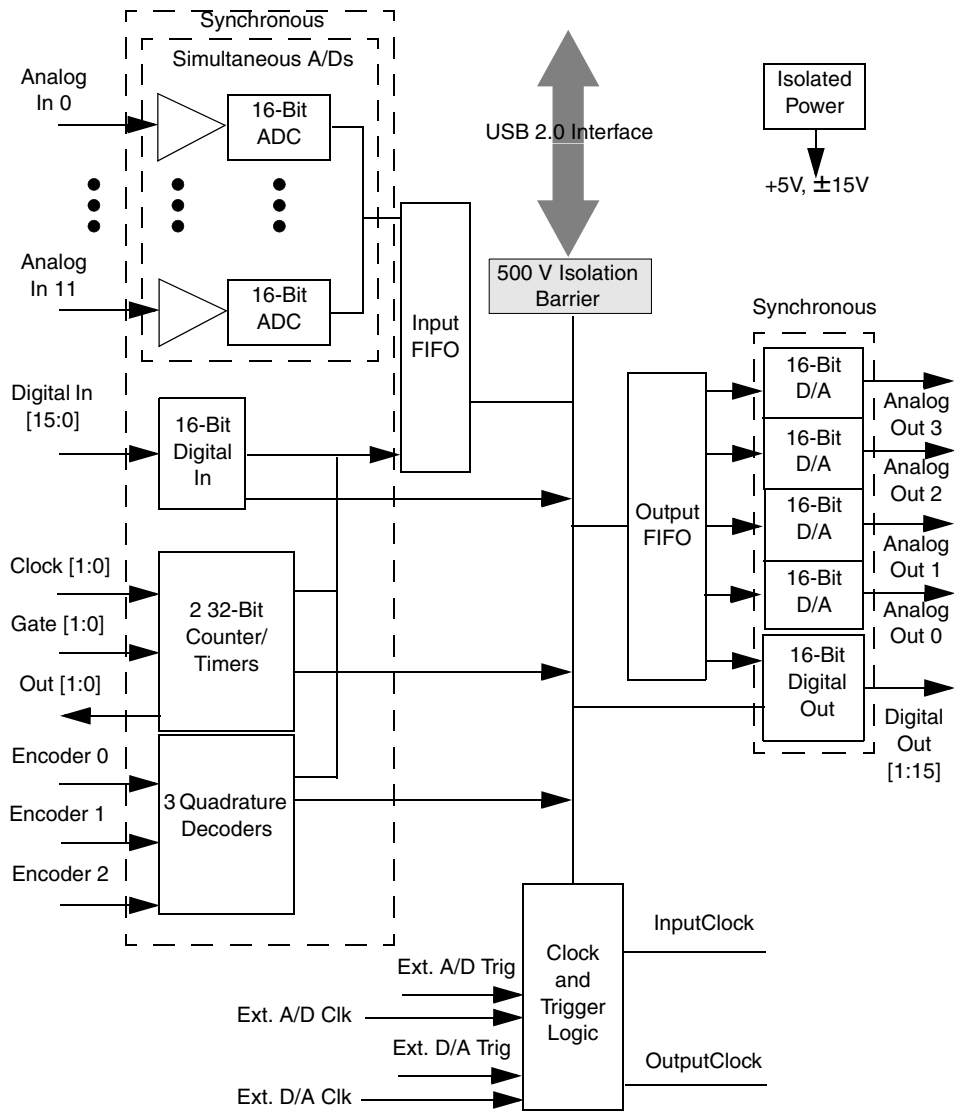 Synchronous
Simultaneous A/Ds
Analog
In 0
16-Bit
ADC
Analog
In 11
16-Bit
ADC
Input
FIFO
USB 2.0 Interface
500 V Isolation
Barrier
Isolated
Power
+5V, ±15V
Digital In
[15:0]
16-Bit
Digital
In
Clock [1:0]
Gate [1:0]
Out [1:0]
2 32-Bit
Counter/
Timers
Encoder 0
Encoder 1
Encoder 2
3 Quadrature
Decoders
Output
FIFO
Synchronous
16-Bit
D/A
Analog
Out 3
16-Bit
D/A
Analog
Out 2
16-Bit
D/A
Analog
Out 1
16-Bit
D/A
Analog
Out 0
16-Bit
Digital
Out
Digital
Out
[1:15]
Ext. A/D Trig
Ext. A/D Clk
Ext. D/A Trig
Ext. D/A Clk
Clock
and
Trigger
Logic
InputClock
OutputClock